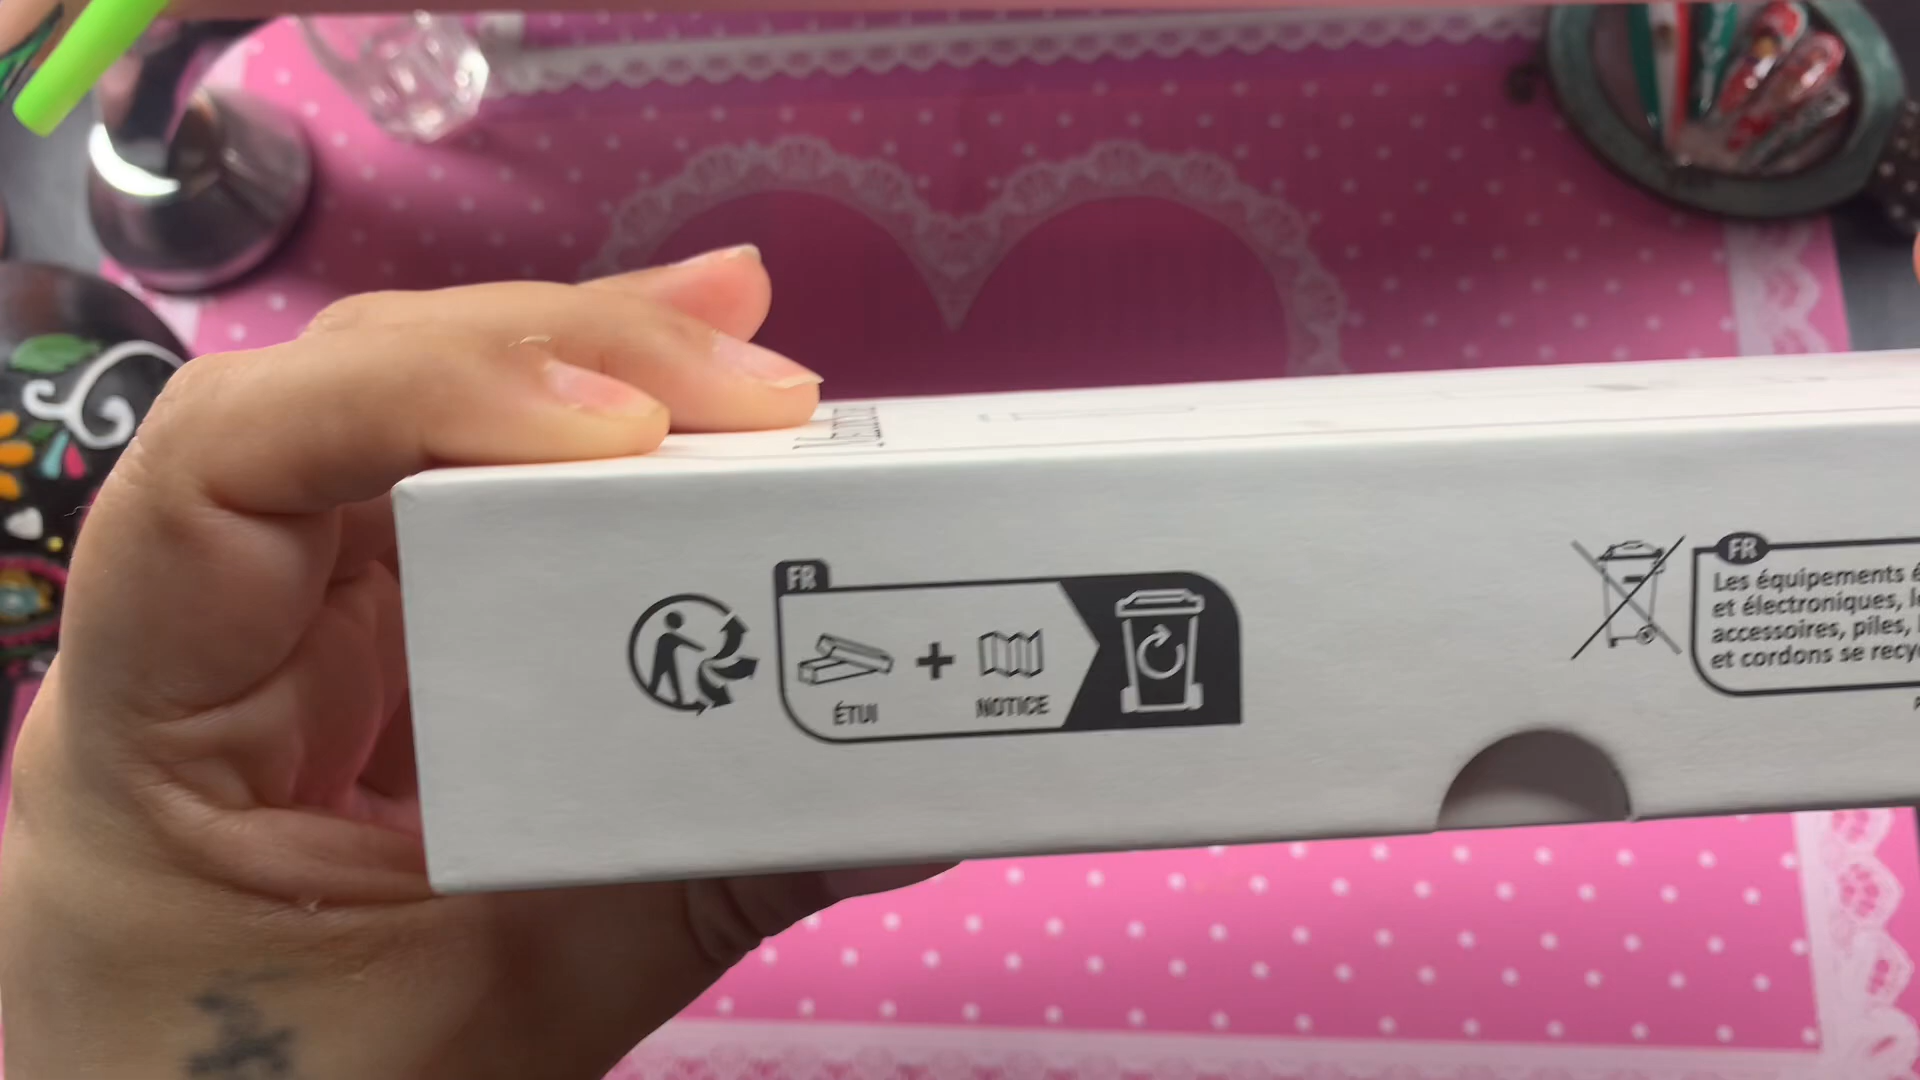 FR
ÉTUI + NOTICE
FR
Les équipements é
et électroniques, l
accessoires, piles,
et cordons se recy